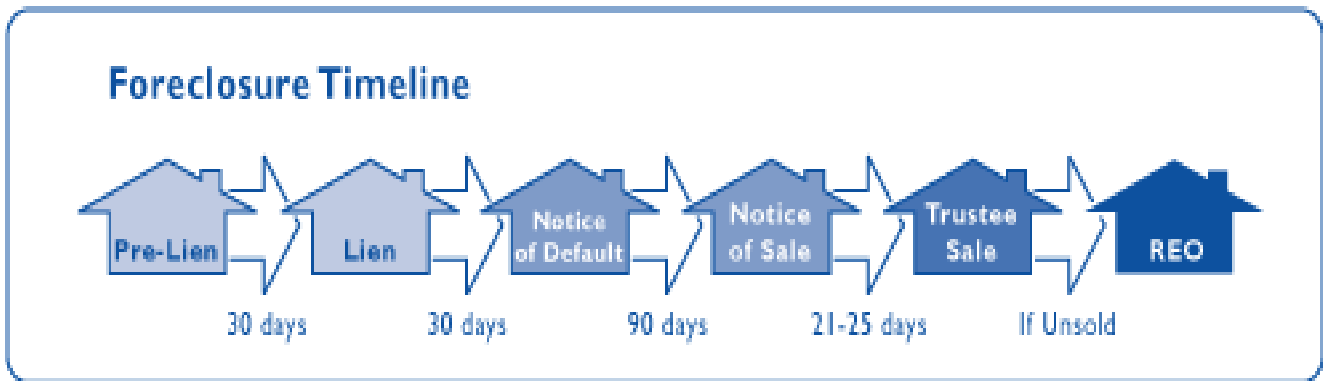 Foreclosure Timeline
Pre-Lien
Lien
Notice
of Default
Notice
of Sale
Trustee
Sale
REO
30 days
30 days
90 days
21-25 days
If Unsold